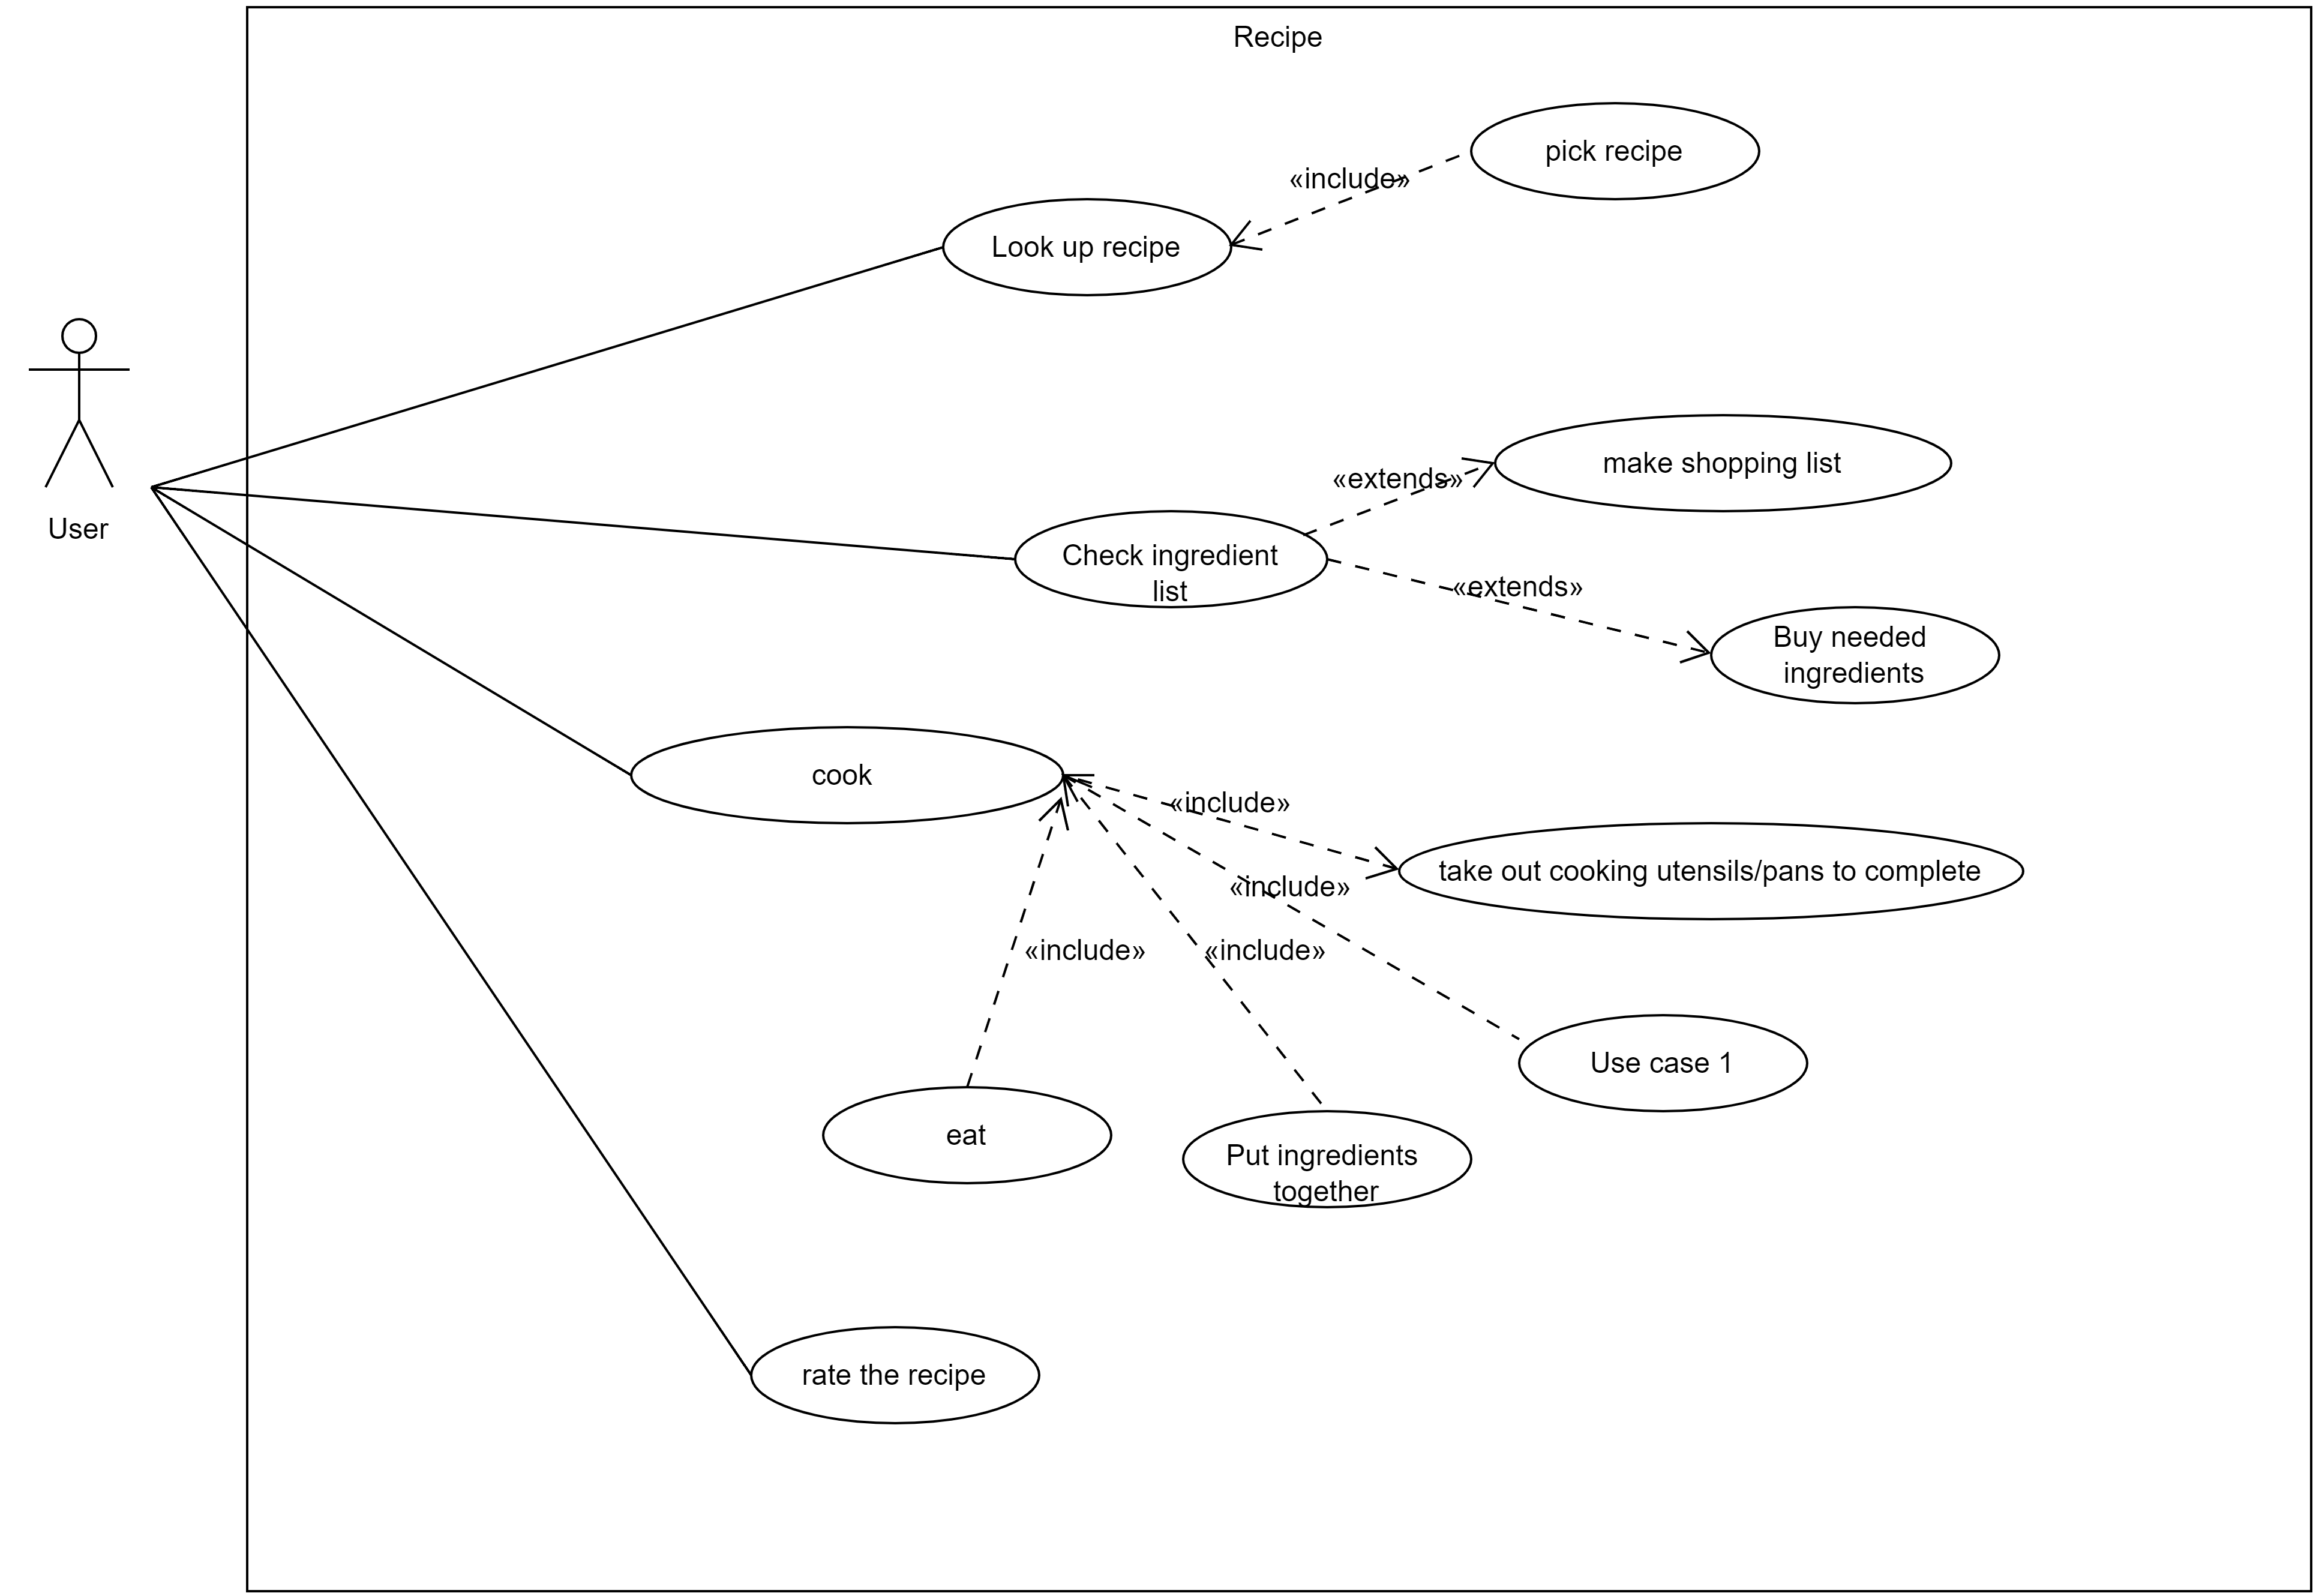 Recipe
pick recipe
«include»
Look up recipe
make shopping list
«extends»
User
Check ingredient
list
«extends»
Buy needed
ingredients
cook
«include»
take out cooking utensils/pans to complete
«include»
«include»
«include»
Use case 1
eat
Put ingredients
together
rate the recipe